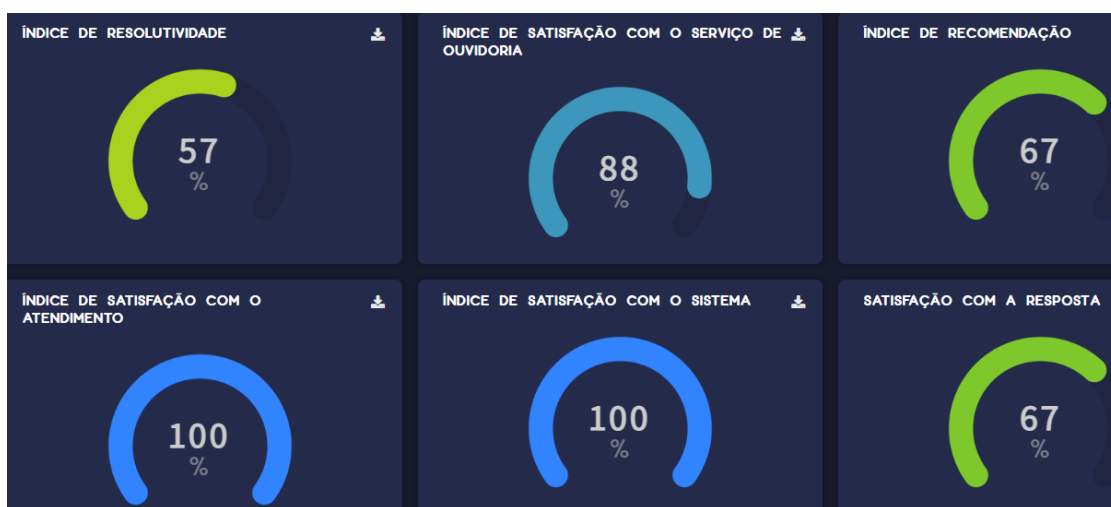 ÍNDICE DE RESOLUTIVIDADE
57
%
ÍNDICE DE SATISFAÇÃO COM O SERVIÇO DE
OUVIDORIA
88
%
ÍNDICE DE RECOMENDAÇÃO
67
%
ÍNDICE DE SATISFAÇÃO COM O
ATENDIMENTO
100
%
ÍNDICE DE SATISFAÇÃO COM O SISTEMA
100
%
SATISFAÇÃO COM A RESPOSTA
67
%